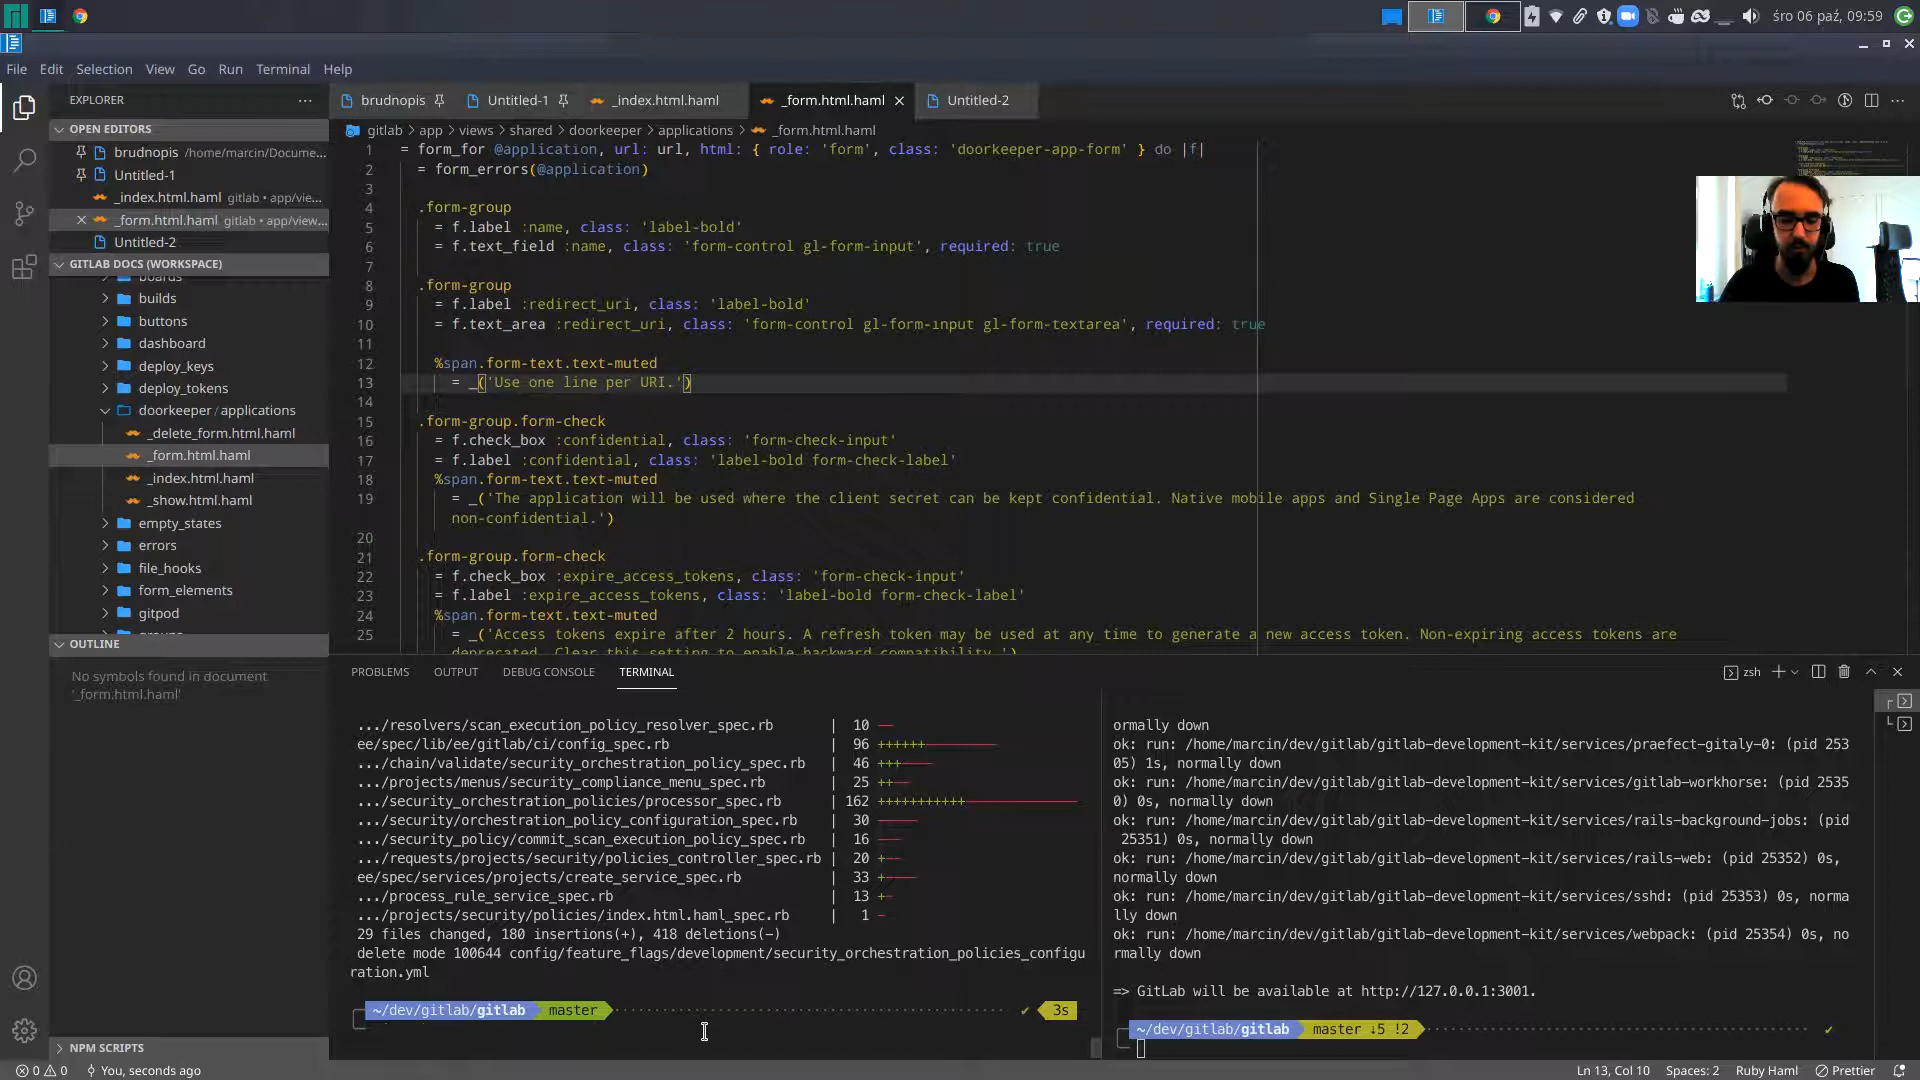 śro 06 paź, 09:59
File Edit Selection View Go Run Terminal Help
EXPLORER
OPEN EDITORS
brudnopis /home/marcin/Docume...
Untitled-1
_index.html.haml gitlab • app/vie...
_form.html.haml gitlab • app/view...
Untitled-2
GITLAB DOCS (WORKSPACE)
boards
builds
buttons
dashboard
deploy_keys
deploy_tokens
doorkeeper / applications
_delete_form.html.haml
_form.html.haml
_index.html.haml
_show.html.haml
empty_states
errors
file_hooks
form_elements
gitpod
OUTLINE
No symbols found in document
'_form.html.haml'
NPM SCRIPTS
brudnopis Untitled-1 _index.html.haml _form.html.haml Untitled-2
gitlab > app > views > shared > doorkeeper > applications > _form.html.haml
1 = form_for @application, url: url, html: { role: 'form', class: 'doorkeeper-app-form' } do |f|
2 = form_errors(@application)
3
4 .form-group
5 = f.label :name, class: 'label-bold'
6 = f.text_field :name, class: 'form-control gl-form-input', required: true
7
8 .form-group
9 = f.label :redirect_uri, class: 'label-bold'
10 = f.text_area :redirect_uri, class: 'form-control gl-form-input gl-form-textarea', required: true
11
12 %span.form-text.text-muted
13 = _('Use one line per URI.')
14
15 .form-group.form-check
16 = f.check_box :confidential, class: 'form-check-input'
17 = f.label :confidential, class: 'label-bold form-check-label'
18 %span.form-text.text-muted
19 = _('The application will be used where the client secret can be kept confidential. Native mobile apps and Single Page Apps are considered
non-confidential.')
20
21 .form-group.form-check
22 = f.check_box :expire_access_tokens, class: 'form-check-input'
23 = f.label :expire_access_tokens, class: 'label-bold form-check-label'
24 %span.form-text.text-muted
25 = _('Access tokens expire after 2 hours. A refresh token may be used at any time to generate a new access token. Non-expiring access tokens are
deprecated. Clear this setting to enable backward compatibility.')
PROBLEMS OUTPUT DEBUG CONSOLE TERMINAL
zsh
.../resolvers/scan_execution_policy_resolver_spec.rb | 10 --
ee/spec/lib/ee/gitlab/ci/config_spec.rb | 96 ++++++--------
.../chain/validate/security_orchestration_policy_spec.rb | 46 +++----
.../projects/menus/security_compliance_menu_spec.rb | 25 ++--
.../security_orchestration_policies/processor_spec.rb | 162 +++++++++++-------------
.../security/orchestration_policy_configuration_spec.rb | 30 -----
.../security_policy/commit_scan_execution_policy_spec.rb | 16 ---
.../requests/projects/security/policies_controller_spec.rb | 20 +--
ee/spec/services/projects/create_service_spec.rb | 33 +----
.../process_rule_service_spec.rb | 13 +-
.../projects/security/policies/index.html.haml_spec.rb | 1 -
29 files changed, 180 insertions(+), 418 deletions(-)
delete mode 100644 config/feature_flags/development/security_orchestration_policies_configu
ration.yml
~/dev/gitlab/gitlab master ✔ 3s
ormally down
ok: run: /home/marcin/dev/gitlab/gitlab-development-kit/services/praefect-gitaly-0: (pid 253
05) 1s, normally down
ok: run: /home/marcin/dev/gitlab/gitlab-development-kit/services/gitlab-workhorse: (pid 2535
0) 0s, normally down
ok: run: /home/marcin/dev/gitlab/gitlab-development-kit/services/rails-background-jobs: (pid
25351) 0s, normally down
ok: run: /home/marcin/dev/gitlab/gitlab-development-kit/services/rails-web: (pid 25352) 0s,
normally down
ok: run: /home/marcin/dev/gitlab/gitlab-development-kit/services/sshd: (pid 25353) 0s, norma
lly down
ok: run: /home/marcin/dev/gitlab/gitlab-development-kit/services/webpack: (pid 25354) 0s, no
rmally down
=> GitLab will be available at http://127.0.0.1:3001.
~/dev/gitlab/gitlab master ↓5 !2 ✔
0 0 You, seconds ago
Ln 13, Col 10 Spaces: 2 Ruby Haml Prettier